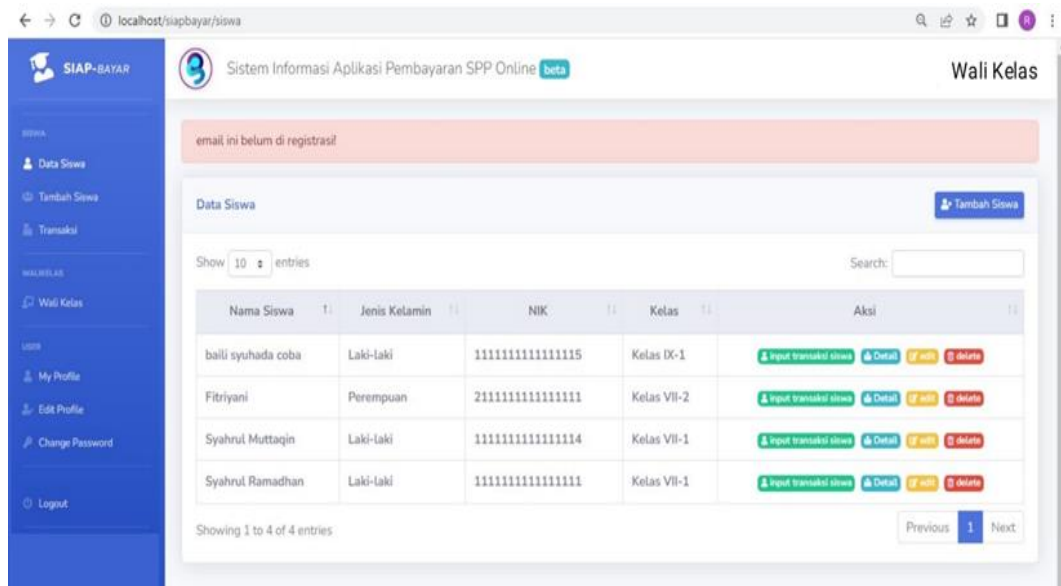 localhost/siapbayar/siswa
R
SIAP-BAYAR
Sistem Informasi Aplikasi Pembayaran SPP Online beta
Wali Kelas
SISWA
Data Siswa
Tambah Siswa
Transaksi
WALIKELAS
Wali Kelas
USER
My Profile
Edit Profile
Change Password
Logout
email ini belum di registrasi!
Data Siswa
Tambah Siswa
Show 10 entries
Search:
Nama Siswa Jenis Kelamin NIK Kelas Aksi
baili syuhada coba Laki-laki 1111111111111115 Kelas IX-1 input transaksi siswa Detail edit delete
Fitriyani Perempuan 2111111111111111 Kelas VII-2 input transaksi siswa Detail edit delete
Syahrul Muttaqin Laki-laki 1111111111111114 Kelas VII-1 input transaksi siswa Detail edit delete
Syahrul Ramadhan Laki-laki 1111111111111111 Kelas VII-1 input transaksi siswa Detail edit delete
Showing 1 to 4 of 4 entries
Previous 1 Next